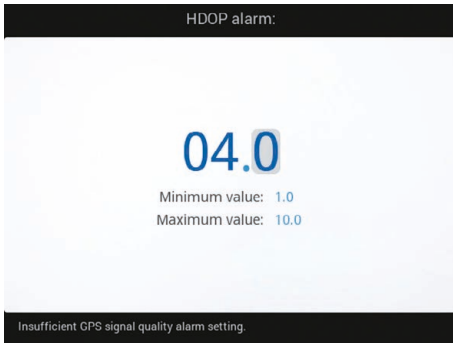 HDOP alarm:
04.0
Minimum value: 1.0
Maximum value: 10.0
Insufficient GPS signal quality alarm setting.